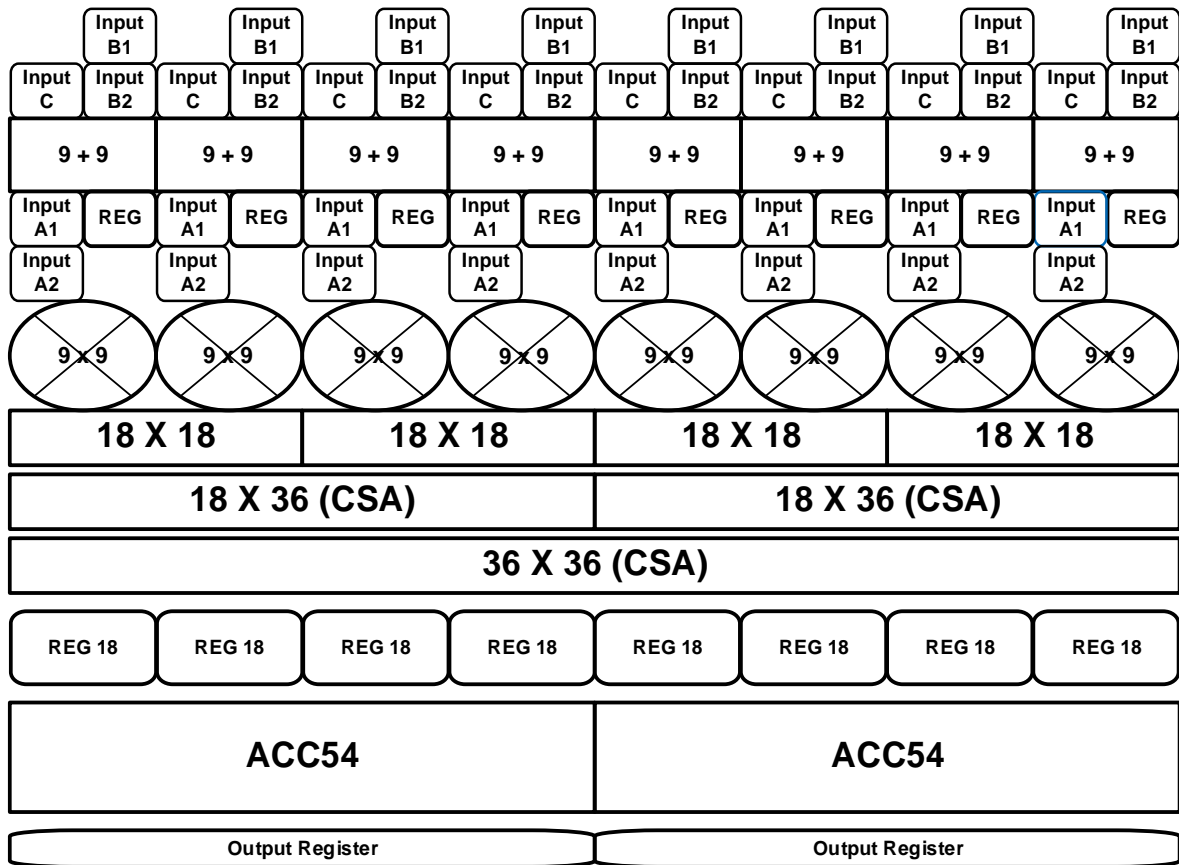 Input Input Input Input Input Input Input Input
B1 B1 B1 B1 B1 B1 B1 B1
Input Input Input Input Input Input Input Input Input Input Input Input Input Input Input Input
C B2 C B2 C B2 C B2 C B2 C B2 C B2 C B2
9 + 9 9 + 9 9 + 9 9 + 9 9 + 9 9 + 9 9 + 9 9 + 9
Input REG Input REG Input REG Input REG Input REG Input REG Input REG Input REG
A1 A1 A1 A1 A1 A1 A1 A1
Input Input Input Input Input Input Input Input
A2 A2 A2 A2 A2 A2 A2 A2
9 x 9 9 x 9 9 x 9 9 x 9 9 x 9 9 x 9 9 x 9 9 x 9
18 X 18 18 X 18 18 X 18 18 X 18
18 X 36 (CSA) 18 X 36 (CSA)
36 X 36 (CSA)
REG 18 REG 18 REG 18 REG 18 REG 18 REG 18 REG 18 REG 18
ACC54 ACC54
Output Register Output Register